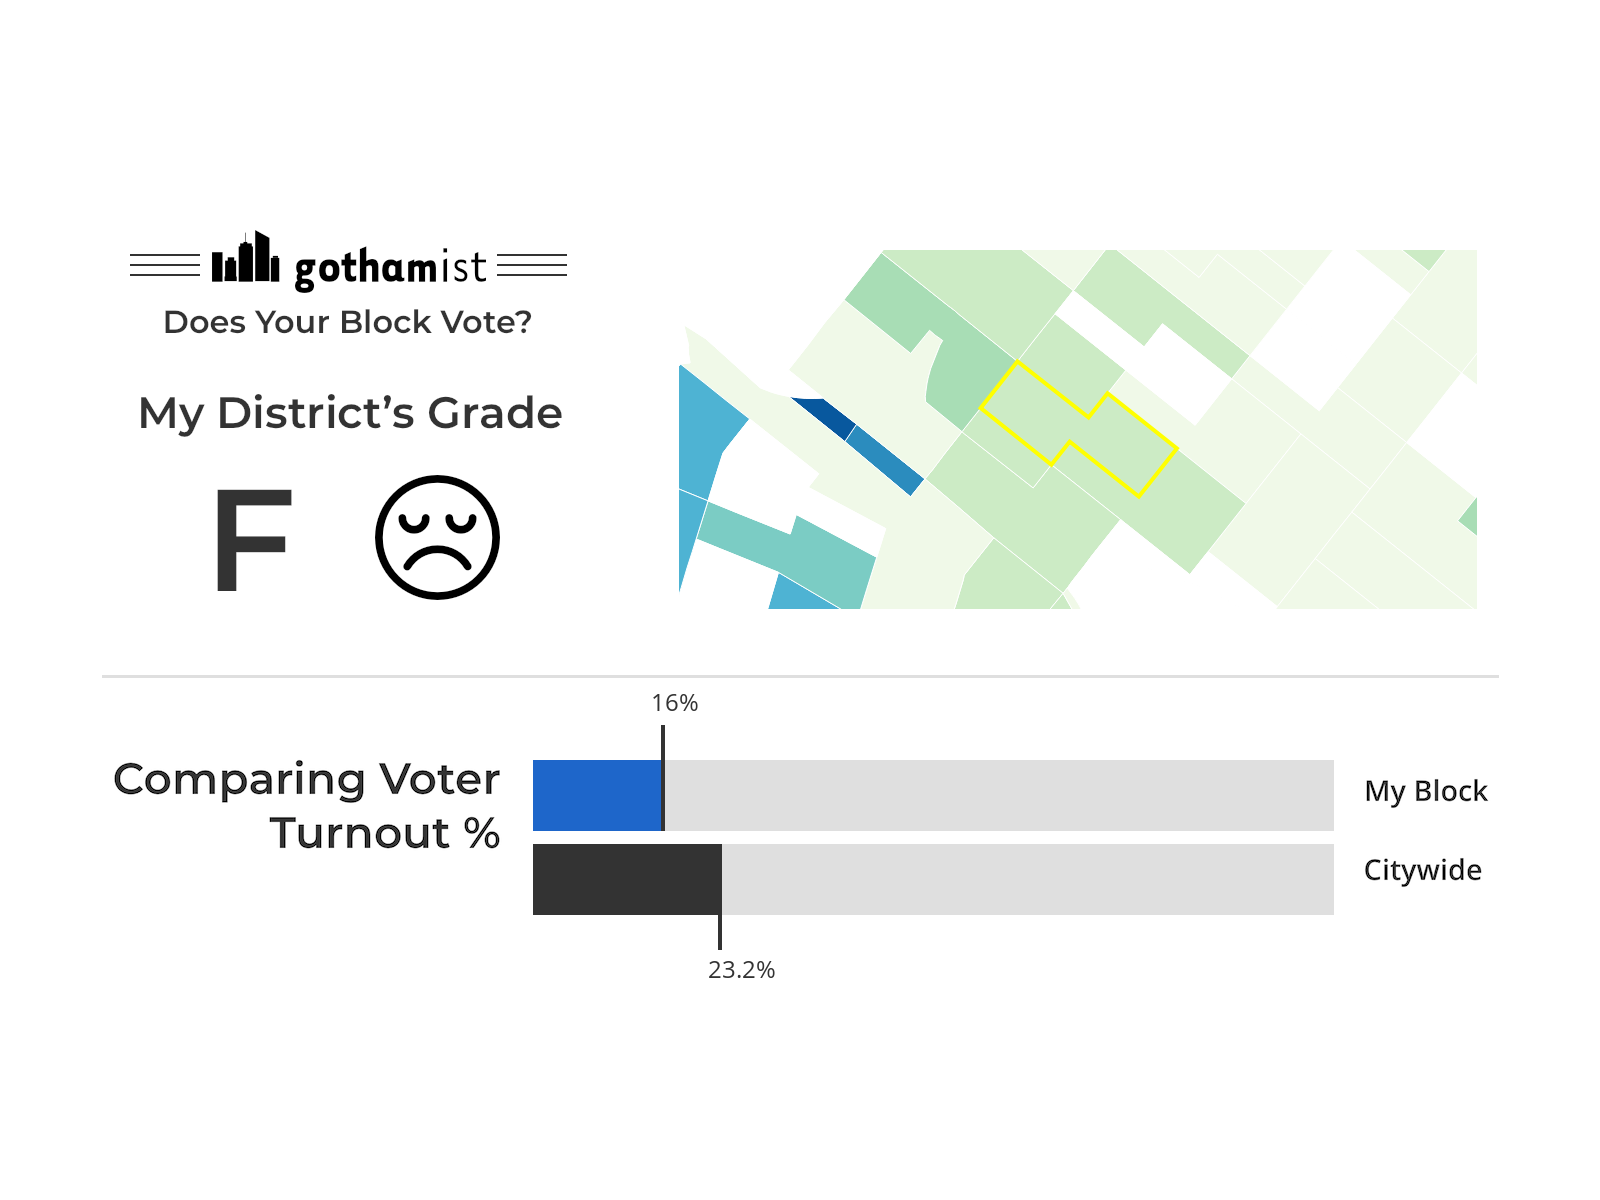 gothamist
Does Your Block Vote?
My District’s Grade
F
16%
Comparing Voter
Turnout %
My Block
Citywide
23.2%